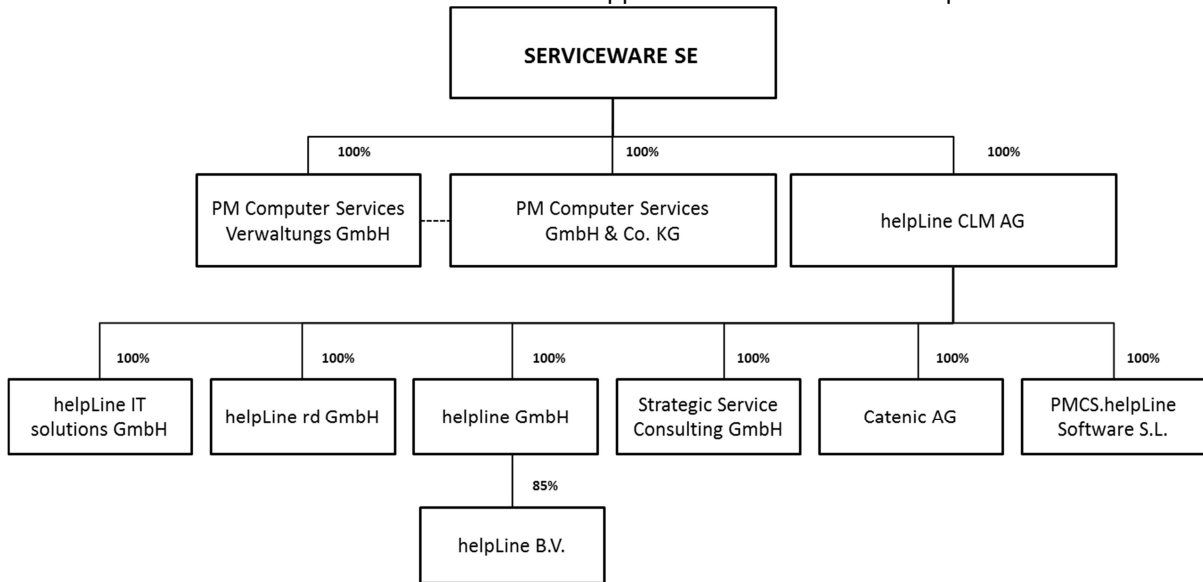 SERVICEWARE SE
100%
100%
100%
PM Computer Services
Verwaltungs GmbH
PM Computer Services
GmbH & Co. KG
helpLine CLM AG
100%
100%
100%
100%
100%
100%
helpLine IT
solutions GmbH
helpLine rd GmbH
helpline GmbH
Strategic Service
Consulting GmbH
Catenic AG
PMCS.helpLine
Software S.L.
85%
helpLine B.V.